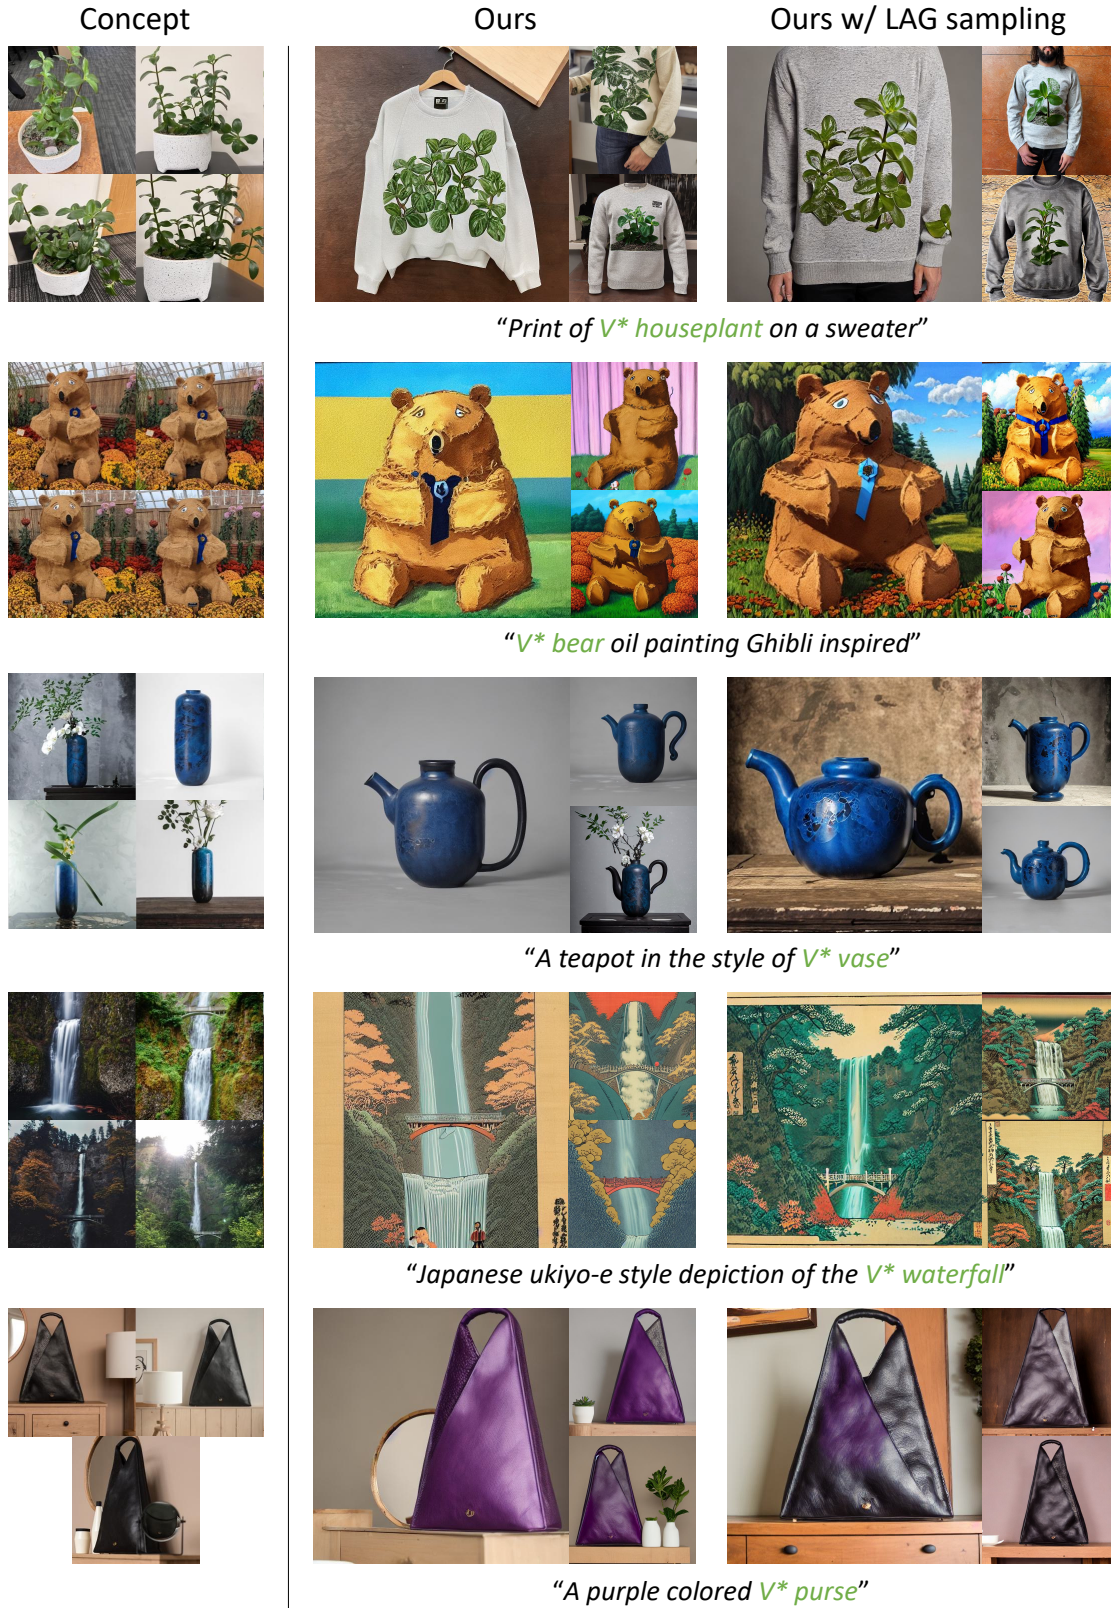 Concept
Ours
Ours w/ LAG sampling
“Print of V* houseplant on a sweater”
“V* bear oil painting Ghibli inspired”
“A teapot in the style of V* vase”
“Japanese ukiyo-e style depiction of the V* waterfall”
“A purple colored V* purse”